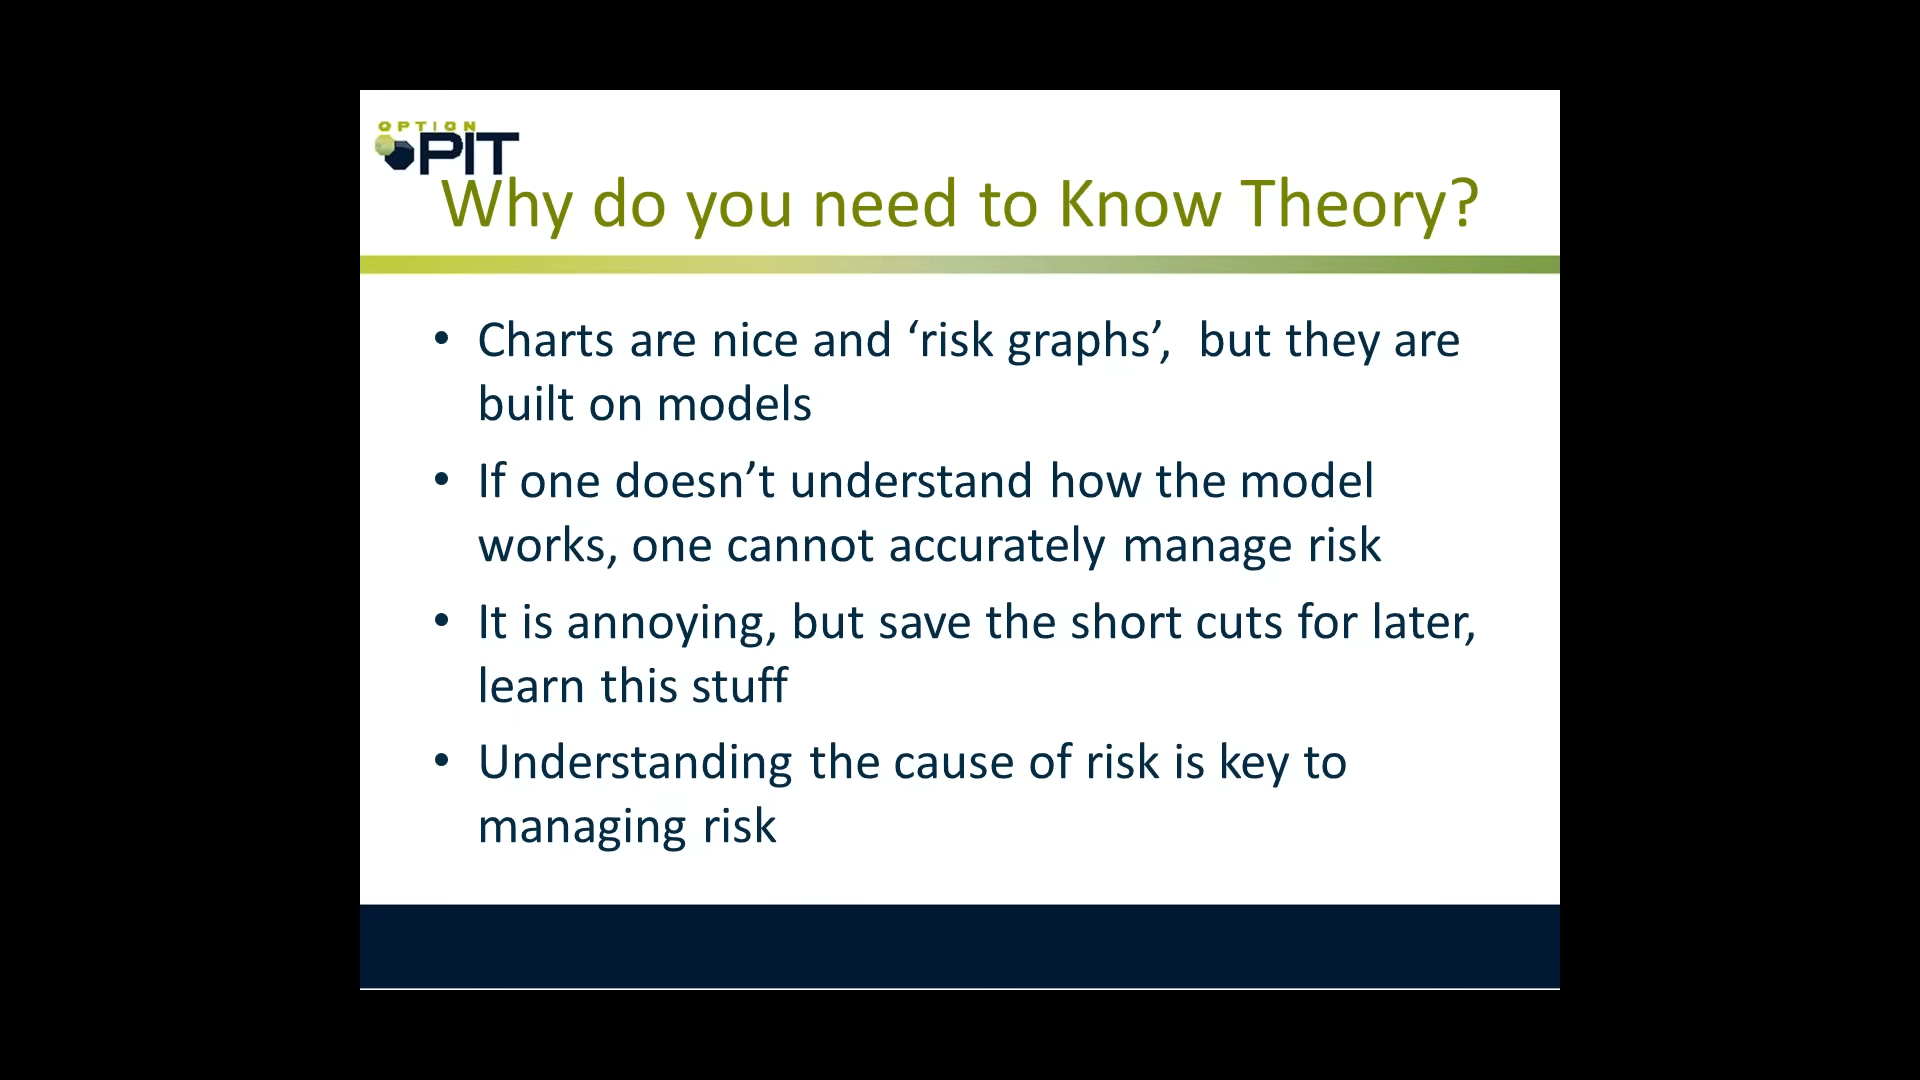 OPTION
PIT
Why do you need to Know Theory?
• Charts are nice and ‘risk graphs’,  but they are
built on models
• If one doesn’t understand how the model
works, one cannot accurately manage risk
• It is annoying, but save the short cuts for later,
learn this stuff
• Understanding the cause of risk is key to
managing risk